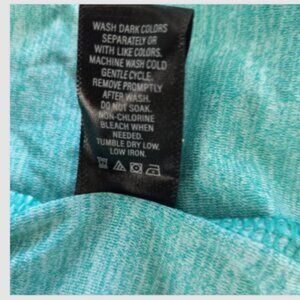 WASH DARK COLORS
SEPARATELY OR
WITH LIKE COLORS.
MACHINE WASH COLD
GENTLE CYCLE.
REMOVE PROMPTLY
AFTER WASH.
DO NOT SOAK.
NON-CHLORINE
BLEACH WHEN
NEEDED.
TUMBLE DRY LOW.
LOW IRON.